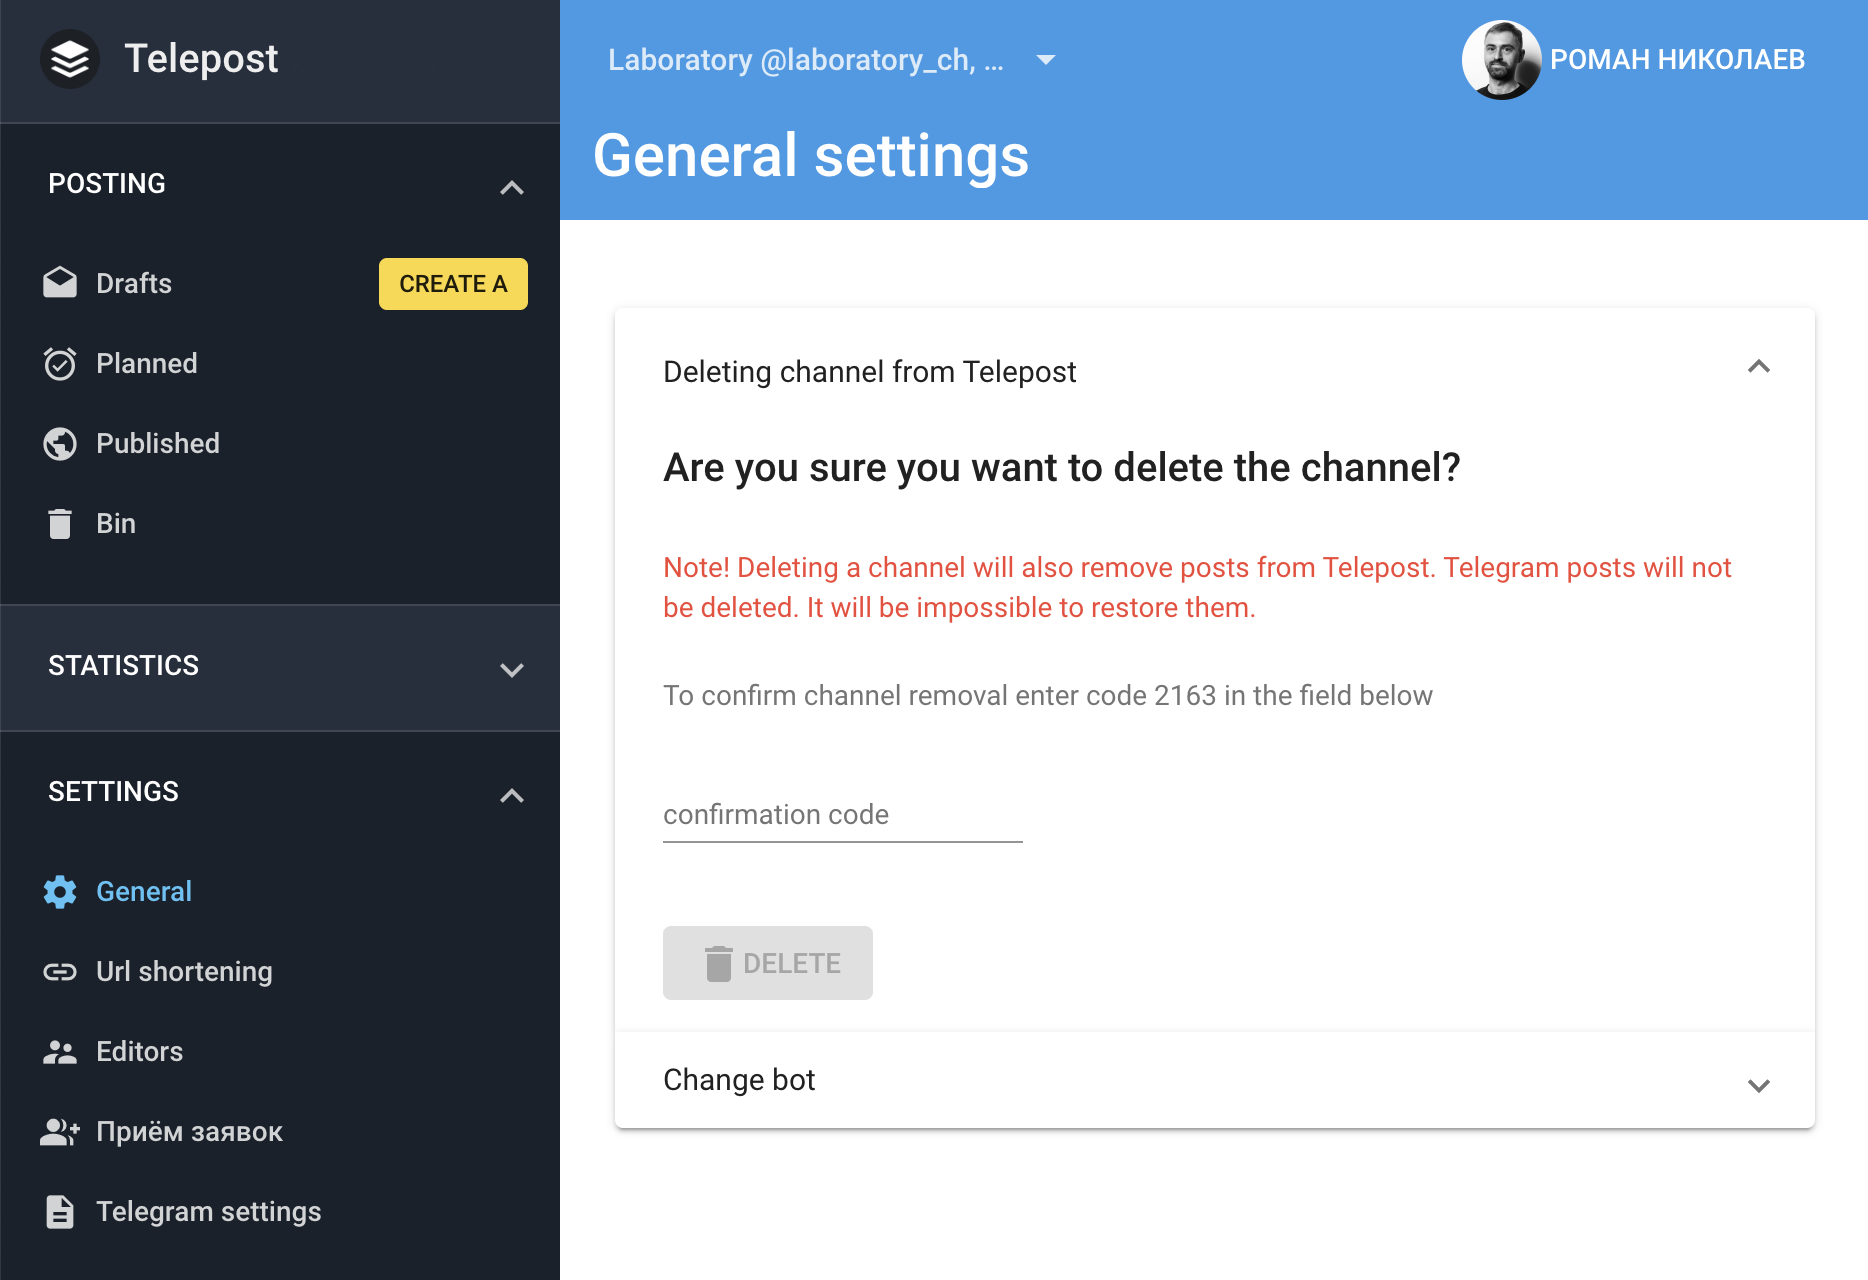 Telepost
POSTING
Drafts
CREATE A
Planned
Published
Bin
STATISTICS
SETTINGS
General
Url shortening
Editors
Приём заявок
Telegram settings
Laboratory @laboratory_ch, ...
РОМАН НИКОЛАЕВ
General settings
Deleting channel from Telepost
Are you sure you want to delete the channel?
Note! Deleting a channel will also remove posts from Telepost. Telegram posts will not
be deleted. It will be impossible to restore them.
To confirm channel removal enter code 2163 in the field below
confirmation code
DELETE
Change bot